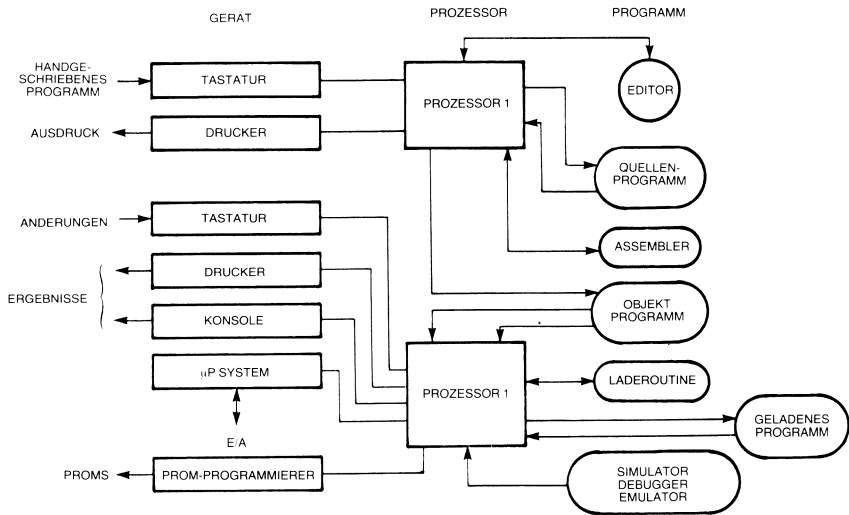 GERAT
PROZESSOR
PROGRAMM
HANDGE-
SCHRIEBENES
PROGRAMM
TASTATUR
PROZESSOR 1
EDITOR
AUSDRUCK
DRUCKER
QUELLEN-
PROGRAMM
ANDERUNGEN
TASTATUR
ASSEMBLER
DRUCKER
ERGEBNISSE
KONSOLE
OBJEKT
PROGRAMM
µP SYSTEM
PROZESSOR 1
LADEROUTINE
GELADENES
PROGRAMM
E/A
PROMS
PROM-PROGRAMMIERER
SIMULATOR
DEBUGGER
EMULATOR